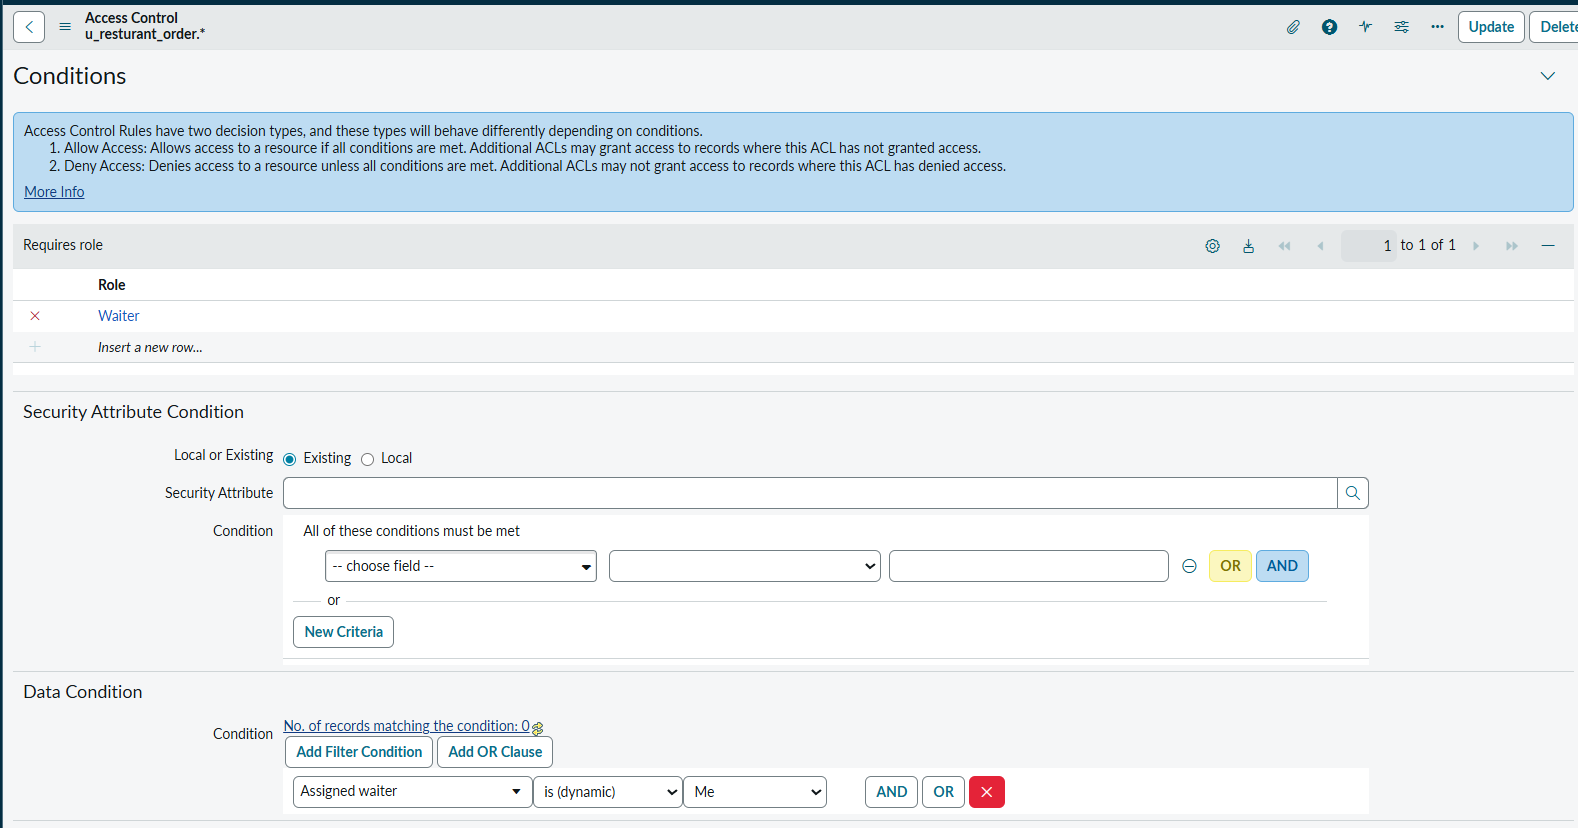 Access Control
u_resturant_order.*
Update
Delete
Conditions
Access Control Rules have two decision types, and these types will behave differently depending on conditions.
1. Allow Access: Allows access to a resource if all conditions are met. Additional ACLs may grant access to records where this ACL has not granted access.
2. Deny Access: Denies access to a resource unless all conditions are met. Additional ACLs may not grant access to records where this ACL has denied access.
More Info
Requires role
1 to 1 of 1
Role
Waiter
Insert a new row...
Security Attribute Condition
Local or Existing Existing Local
Security Attribute
Condition All of these conditions must be met
-- choose field -- OR AND
or
New Criteria
Data Condition
Condition No. of records matching the condition: 0
Add Filter Condition Add OR Clause
Assigned waiter is (dynamic) Me AND OR